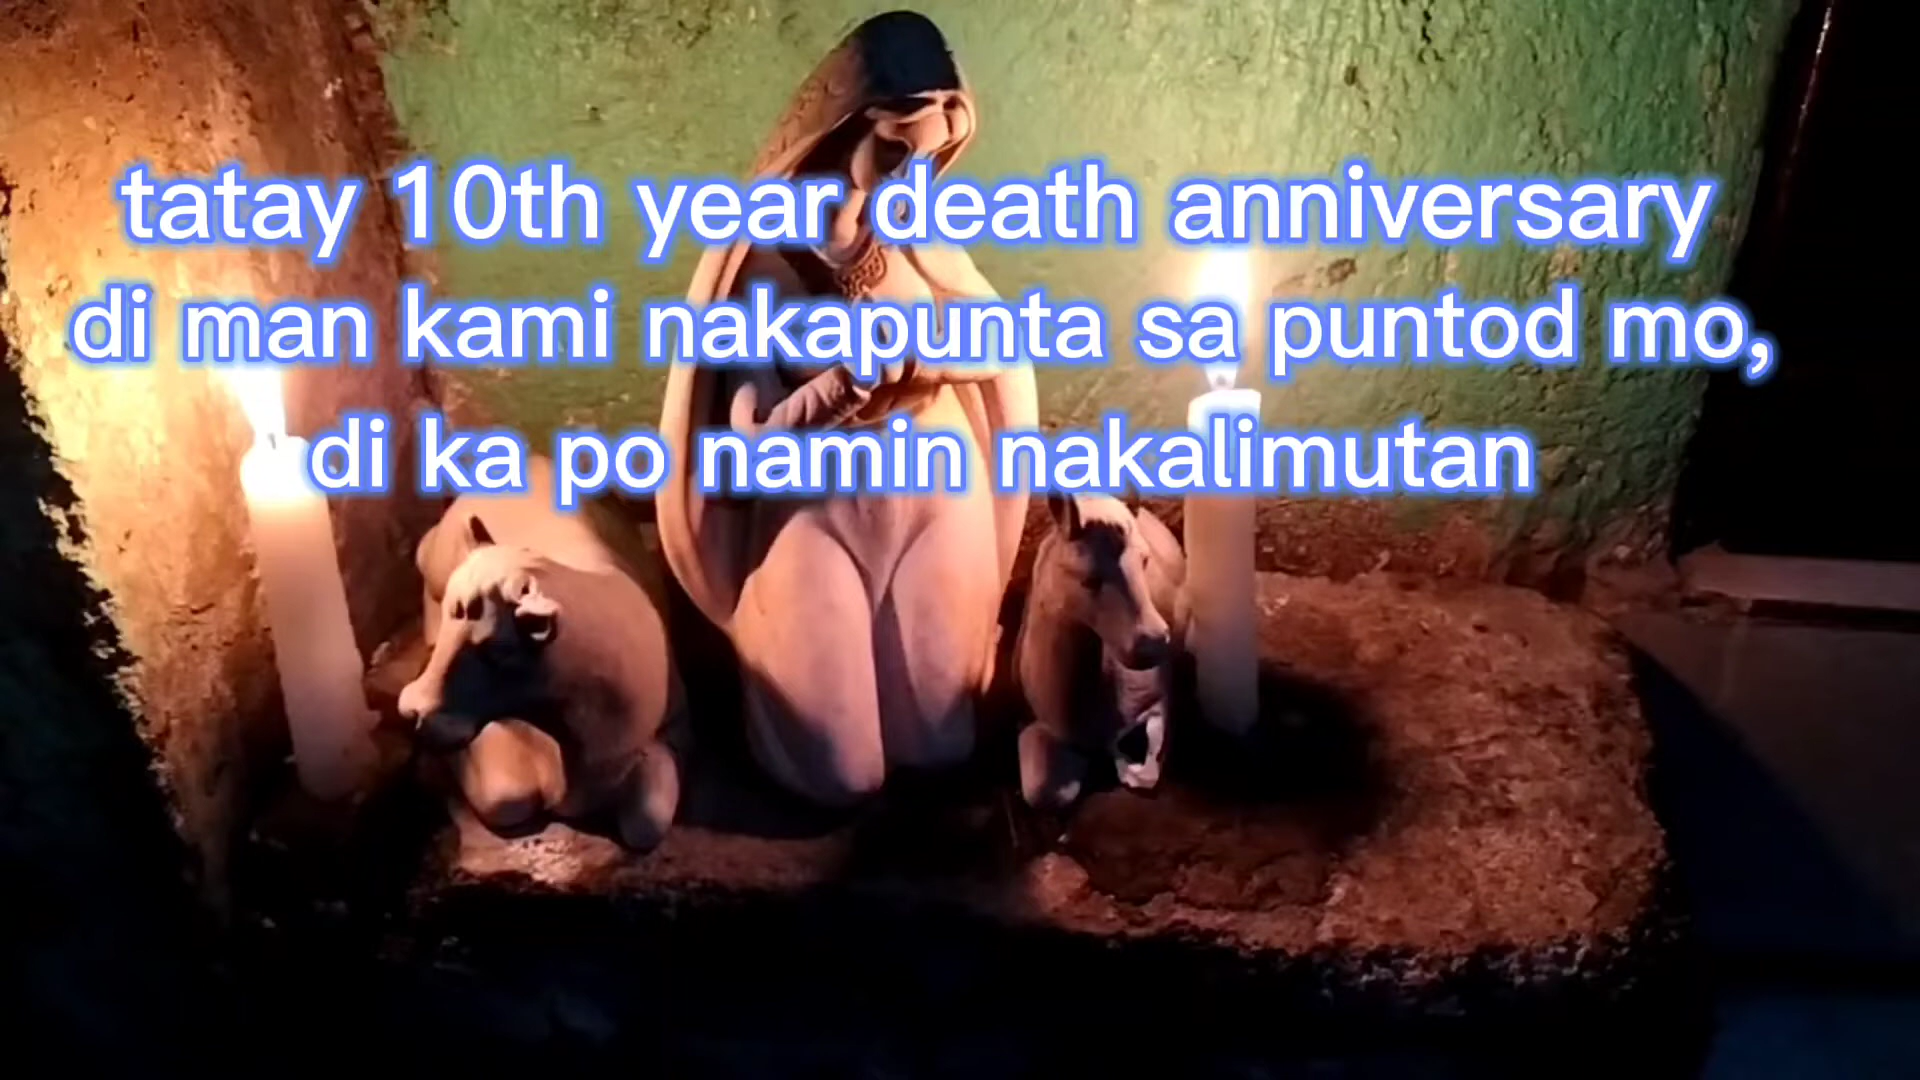 tatay 10th year death anniversary
di man kami nakapunta sa puntod mo,
di ka po namin nakalimutan